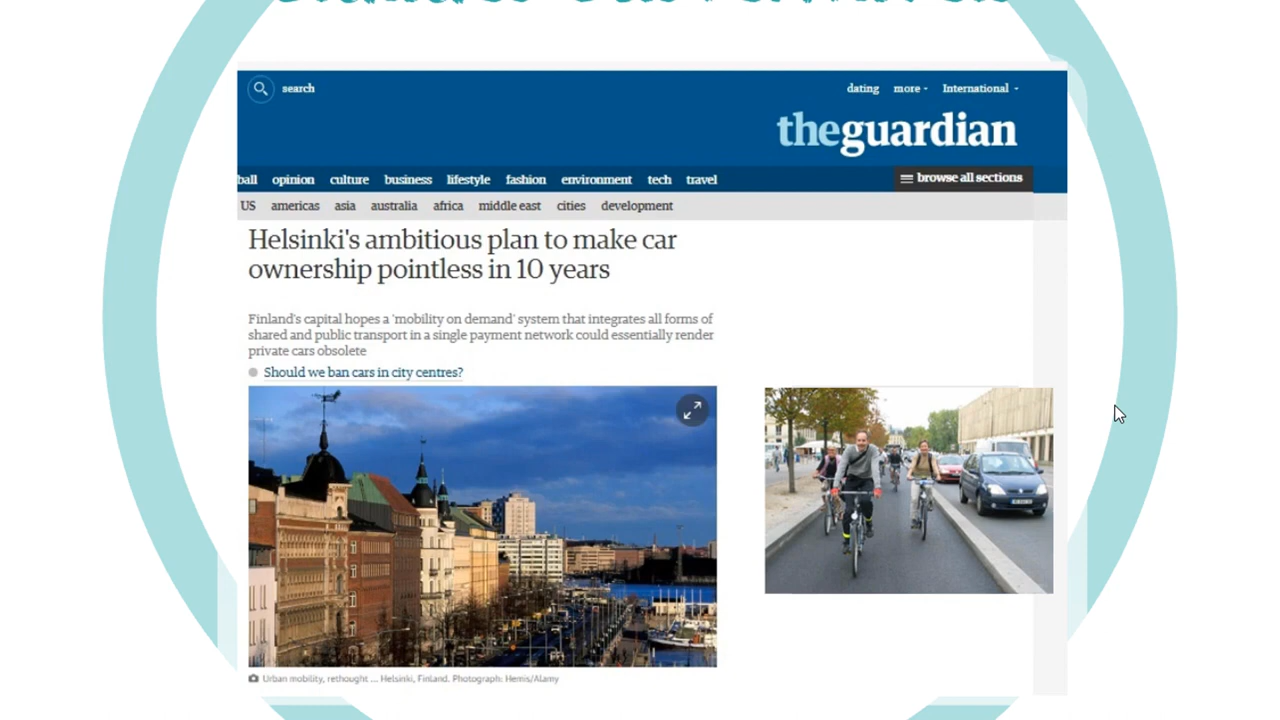 search
dating more International
theguardian
ball opinion culture business lifestyle fashion environment tech travel
browse all sections
US americas asia australia africa middle east cities development
Helsinki's ambitious plan to make car
ownership pointless in 10 years
Finland's capital hopes a 'mobility on demand' system that integrates all forms of
shared and public transport in a single payment network could essentially render
private cars obsolete
Should we ban cars in city centres?
Urban mobility, rethought ... Helsinki, Finland. Photograph: Hemis/Alamy